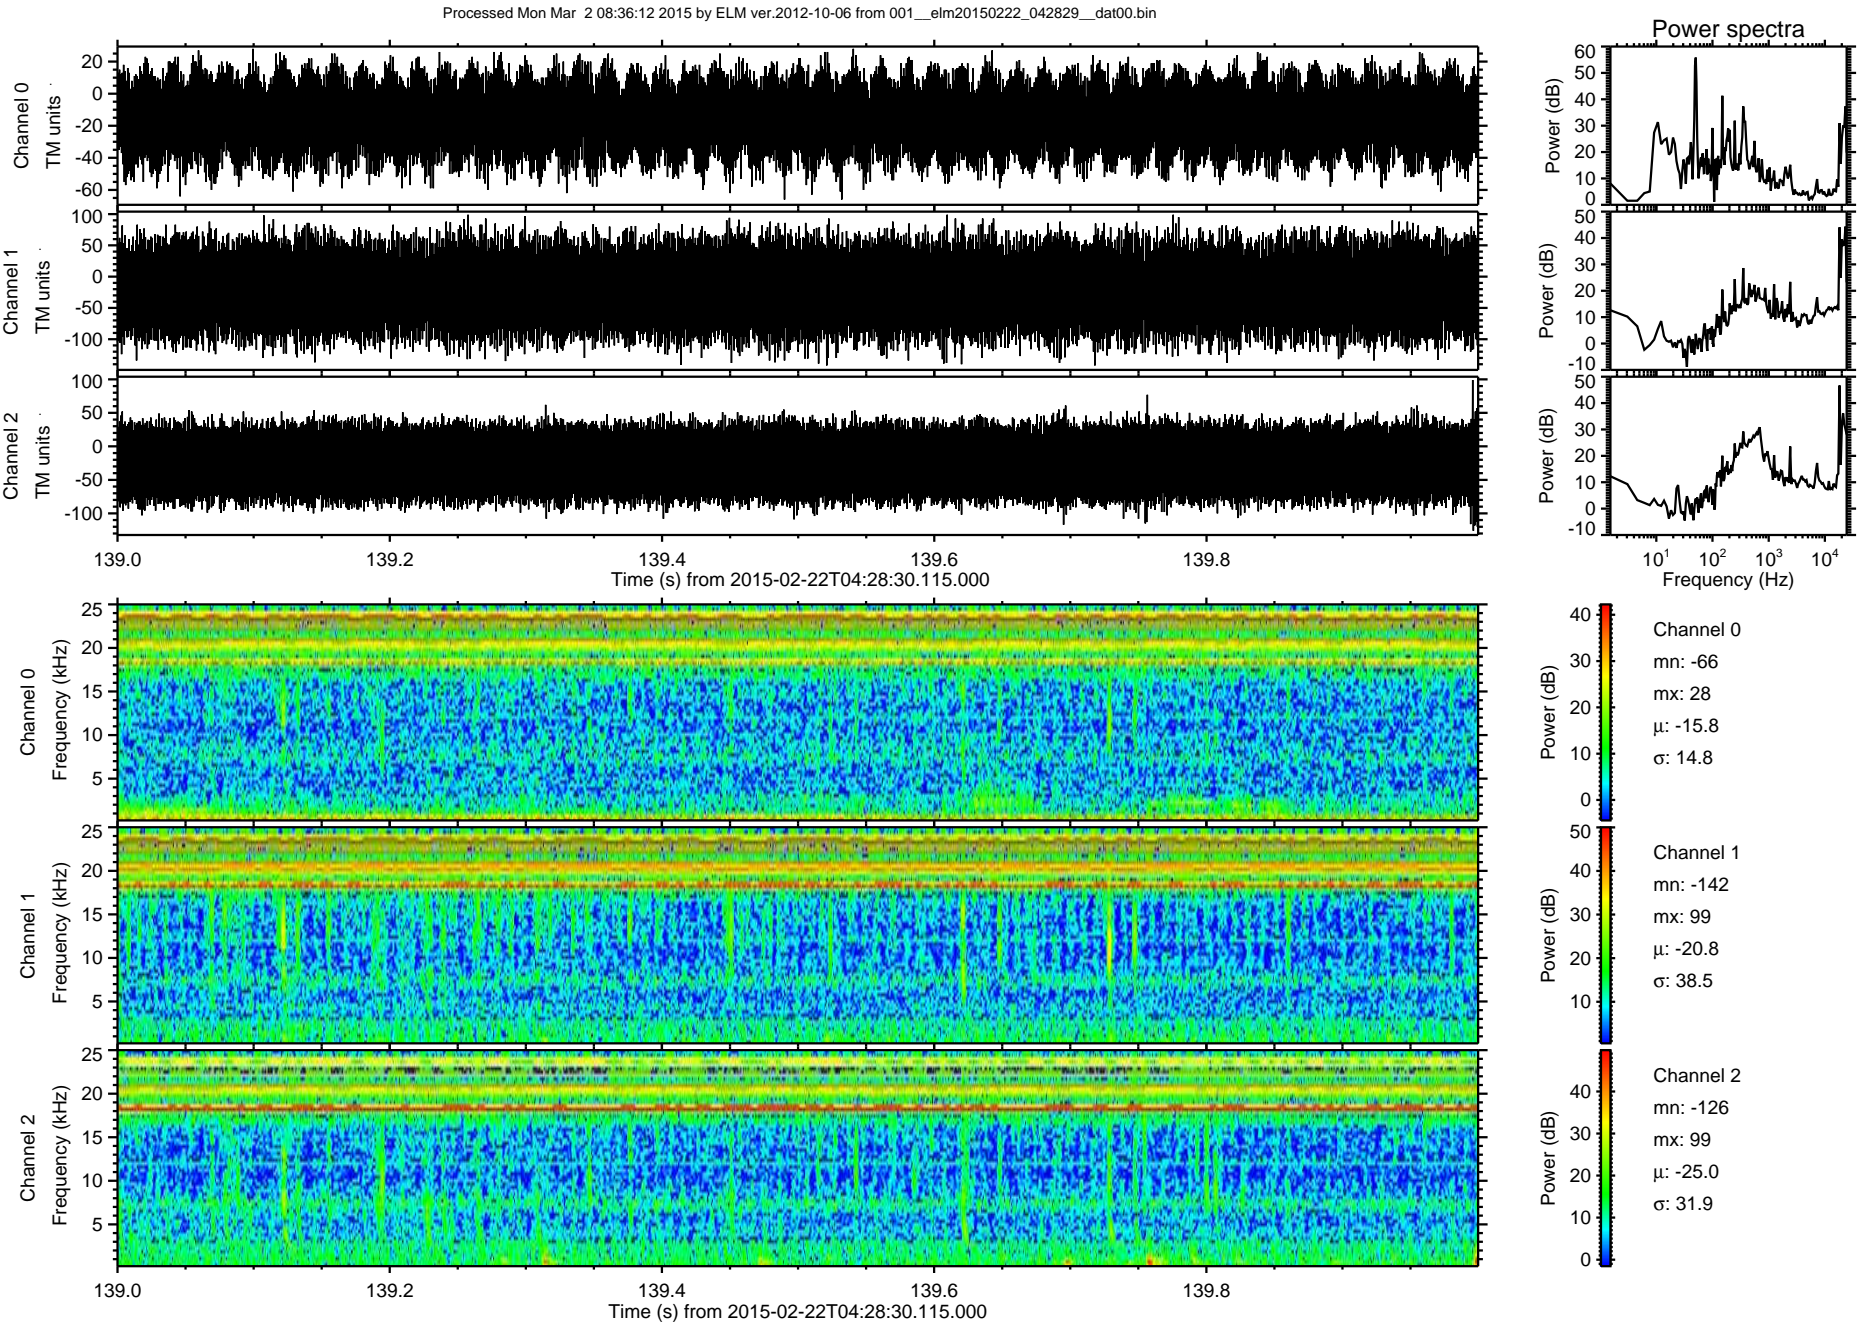 Processed Mon Mar 2 08:36:12 2015 by ELM ver.2012-10-06 from 001__elm20150222_042829__dat00.bin
Power spectra
Channel 0
TM units
20
0
-20
-40
-60
Power (dB)
60
50
40
30
20
10
0
Channel 1
TM units
100
50
0
-50
-100
Power (dB)
50
40
30
20
10
0
-10
Channel 2
TM units
100
50
0
-50
-100
Power (dB)
50
40
30
20
10
0
-10
139.0 139.2 139.4 139.6 139.8
Time (s) from 2015-02-22T04:28:30.115.000
10^1 10^2 10^3 10^4
Frequency (Hz)
Channel 0
Frequency (kHz)
25
20
15
10
5
Power (dB)
40
30
20
10
0
Channel 0
mn: -66
mx: 28
μ: -15.8
σ: 14.8
Channel 1
Frequency (kHz)
25
20
15
10
5
Power (dB)
50
40
30
20
10
Channel 1
mn: -142
mx: 99
μ: -20.8
σ: 38.5
Channel 2
Frequency (kHz)
25
20
15
10
5
Power (dB)
40
30
20
10
0
Channel 2
mn: -126
mx: 99
μ: -25.0
σ: 31.9
139.0 139.2 139.4 139.6 139.8
Time (s) from 2015-02-22T04:28:30.115.000